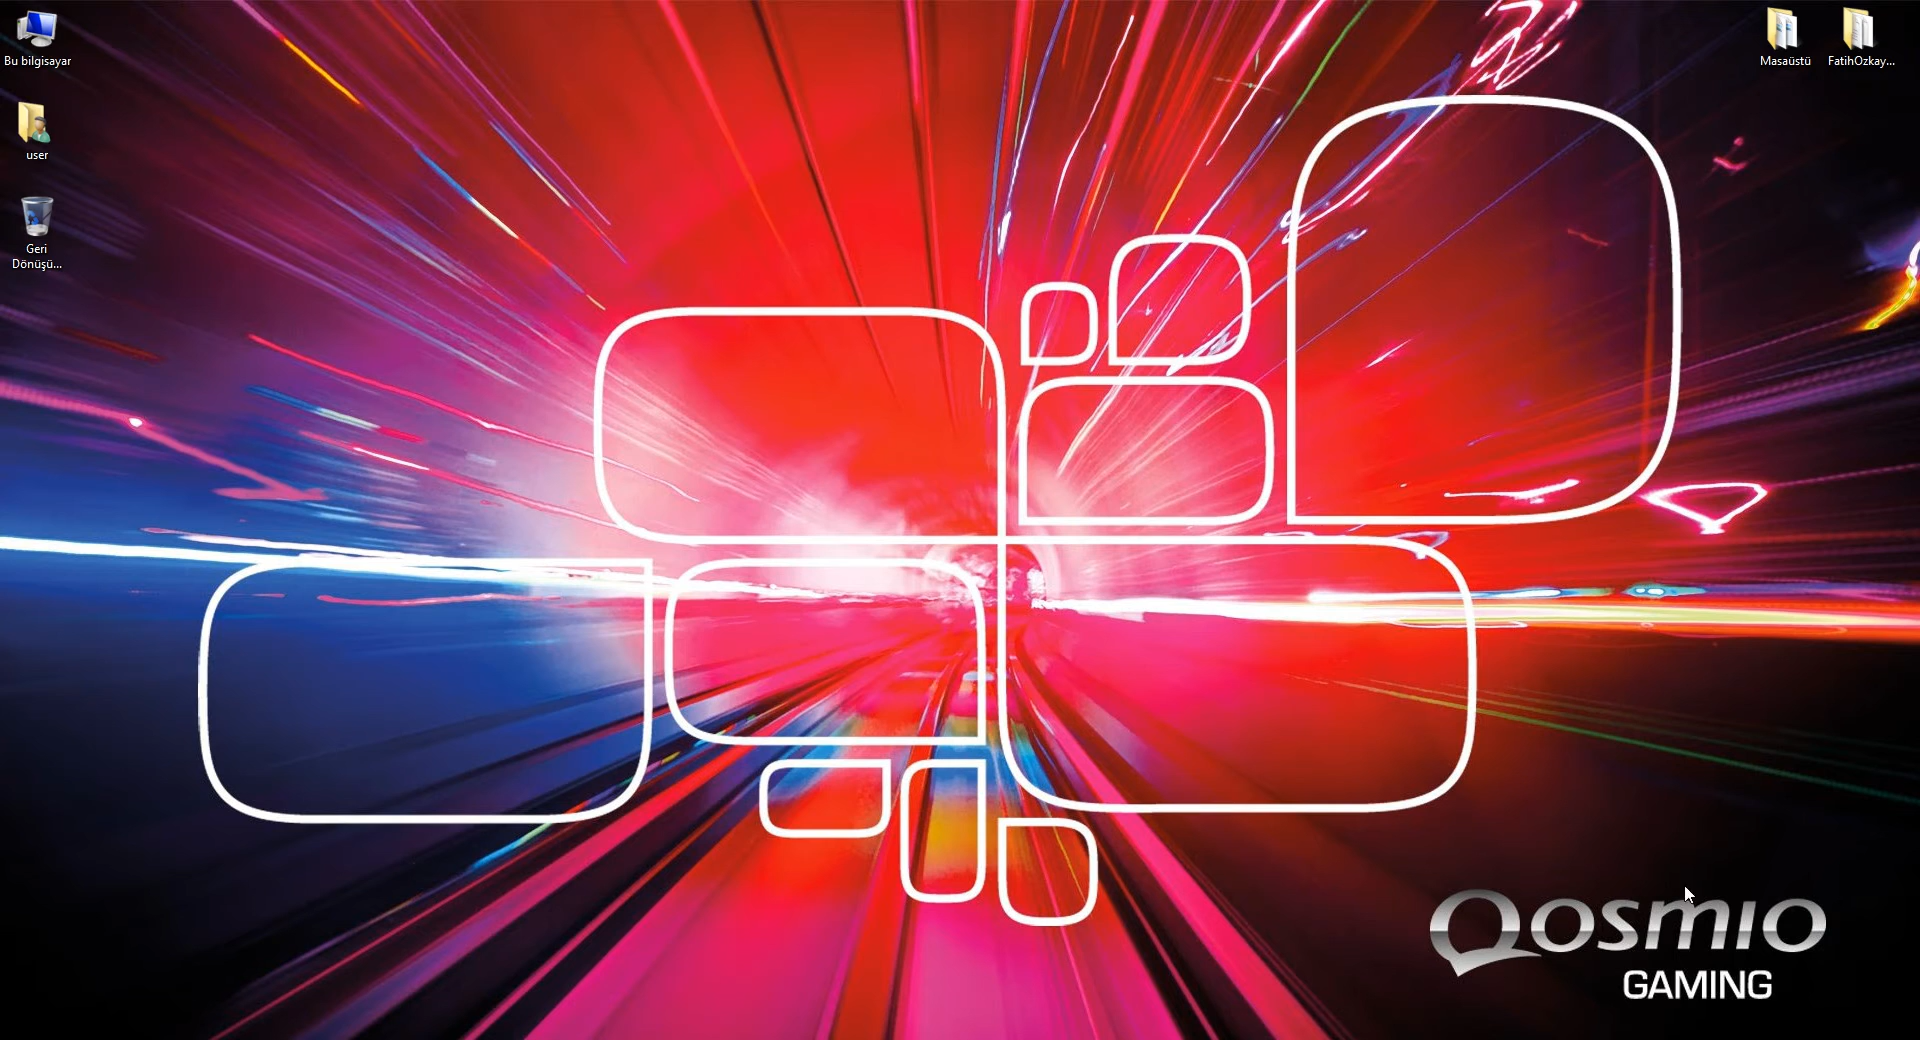 Bu bilgisayar
user
Geri
Dönüşü...
Masaüstü
FatihOzkay...
Qosmio
GAMING